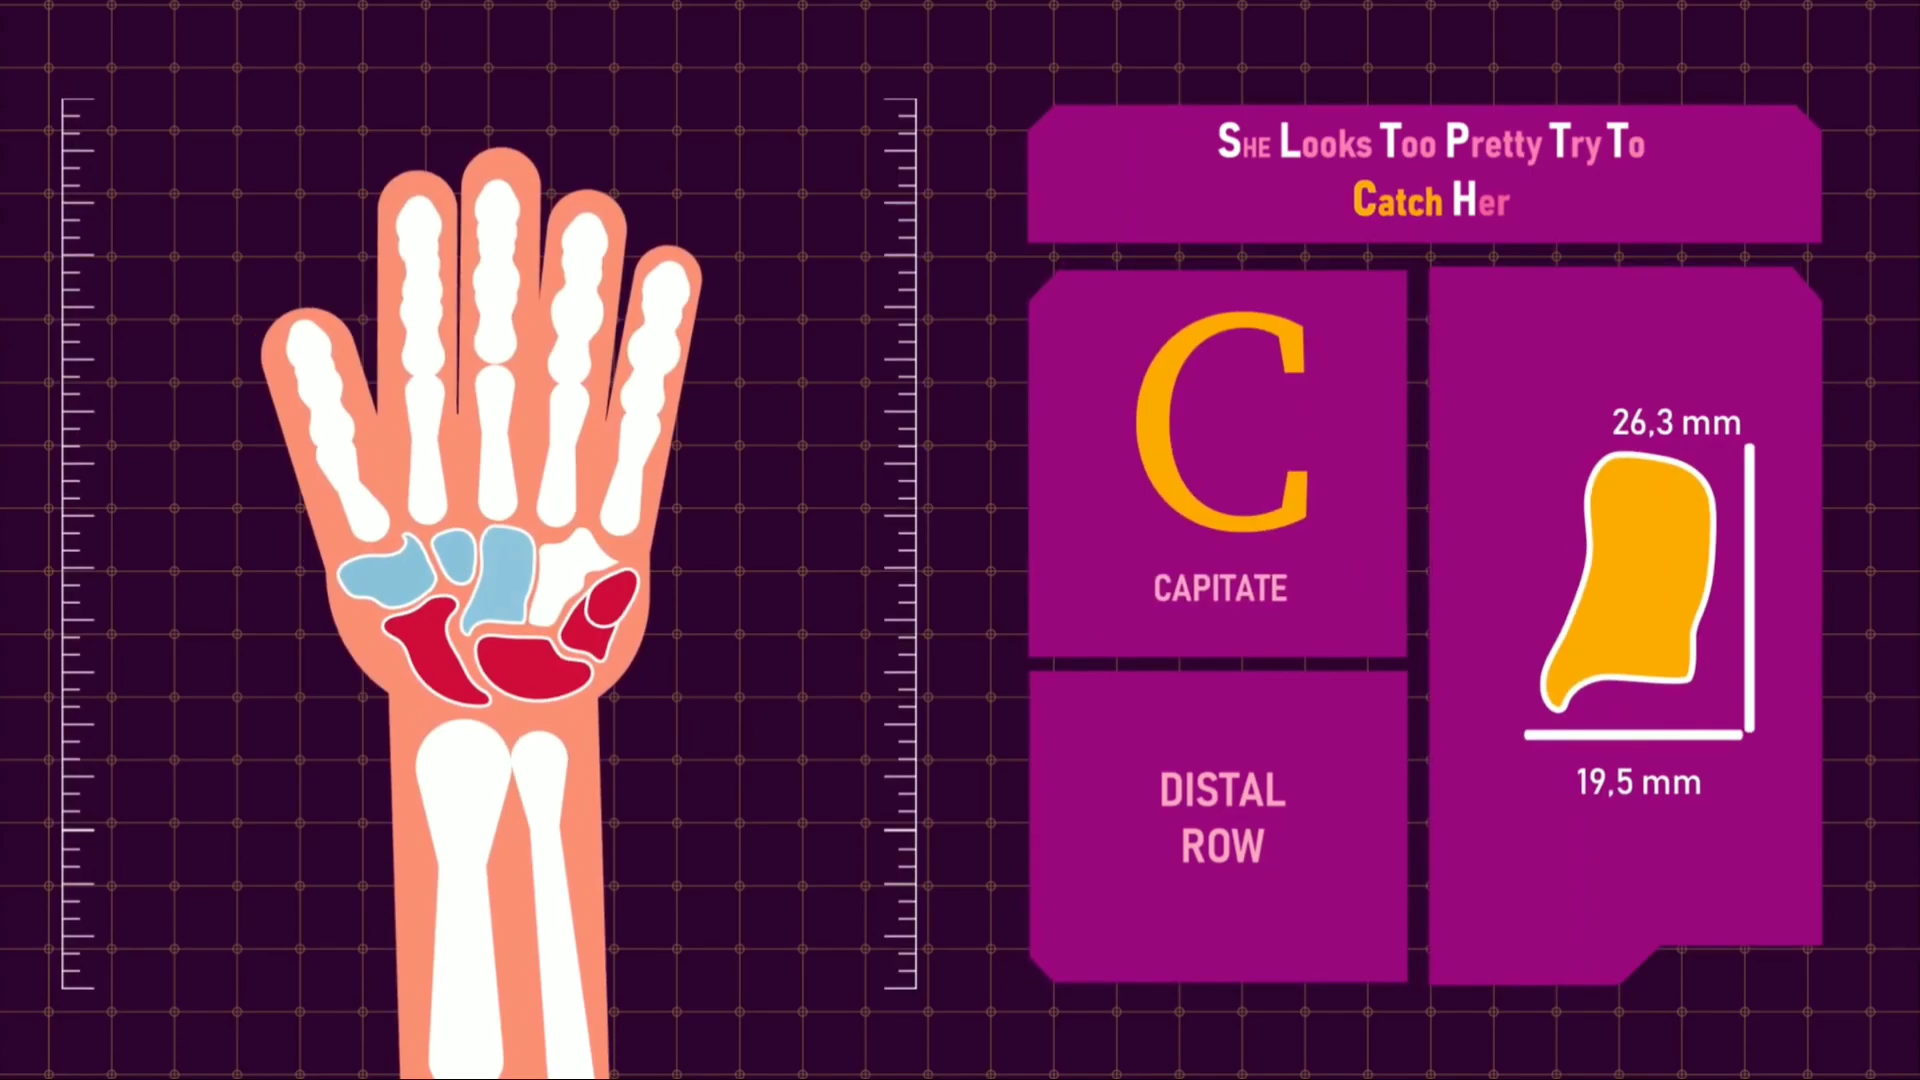 SHE Looks Too Pretty Try To
Catch Her
C
CAPITATE
DISTAL
ROW
26,3 mm
19,5 mm